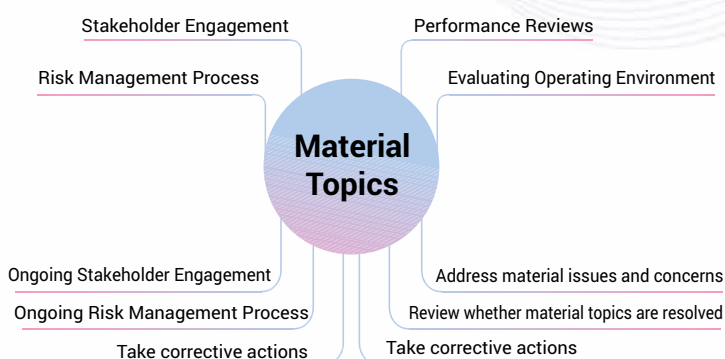 Stakeholder Engagement
Performance Reviews
Risk Management Process
Evaluating Operating Environment
Material
Topics
Ongoing Stakeholder Engagement
Address material issues and concerns
Ongoing Risk Management Process
Review whether material topics are resolved
Take corrective actions
Take corrective actions